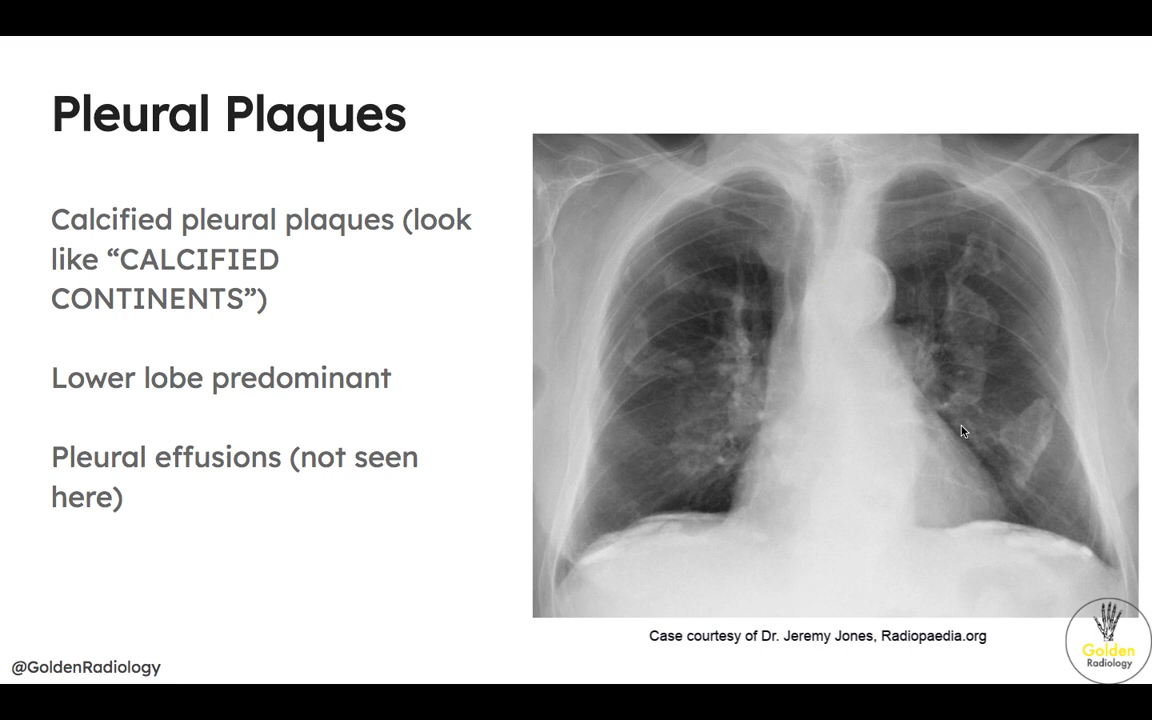 Pleural Plaques
Calcified pleural plaques (look
like “CALCIFIED
CONTINENTS”)
Lower lobe predominant
Pleural effusions (not seen
here)
Case courtesy of Dr. Jeremy Jones, Radiopaedia.org
@GoldenRadiology
Golden
Radiology